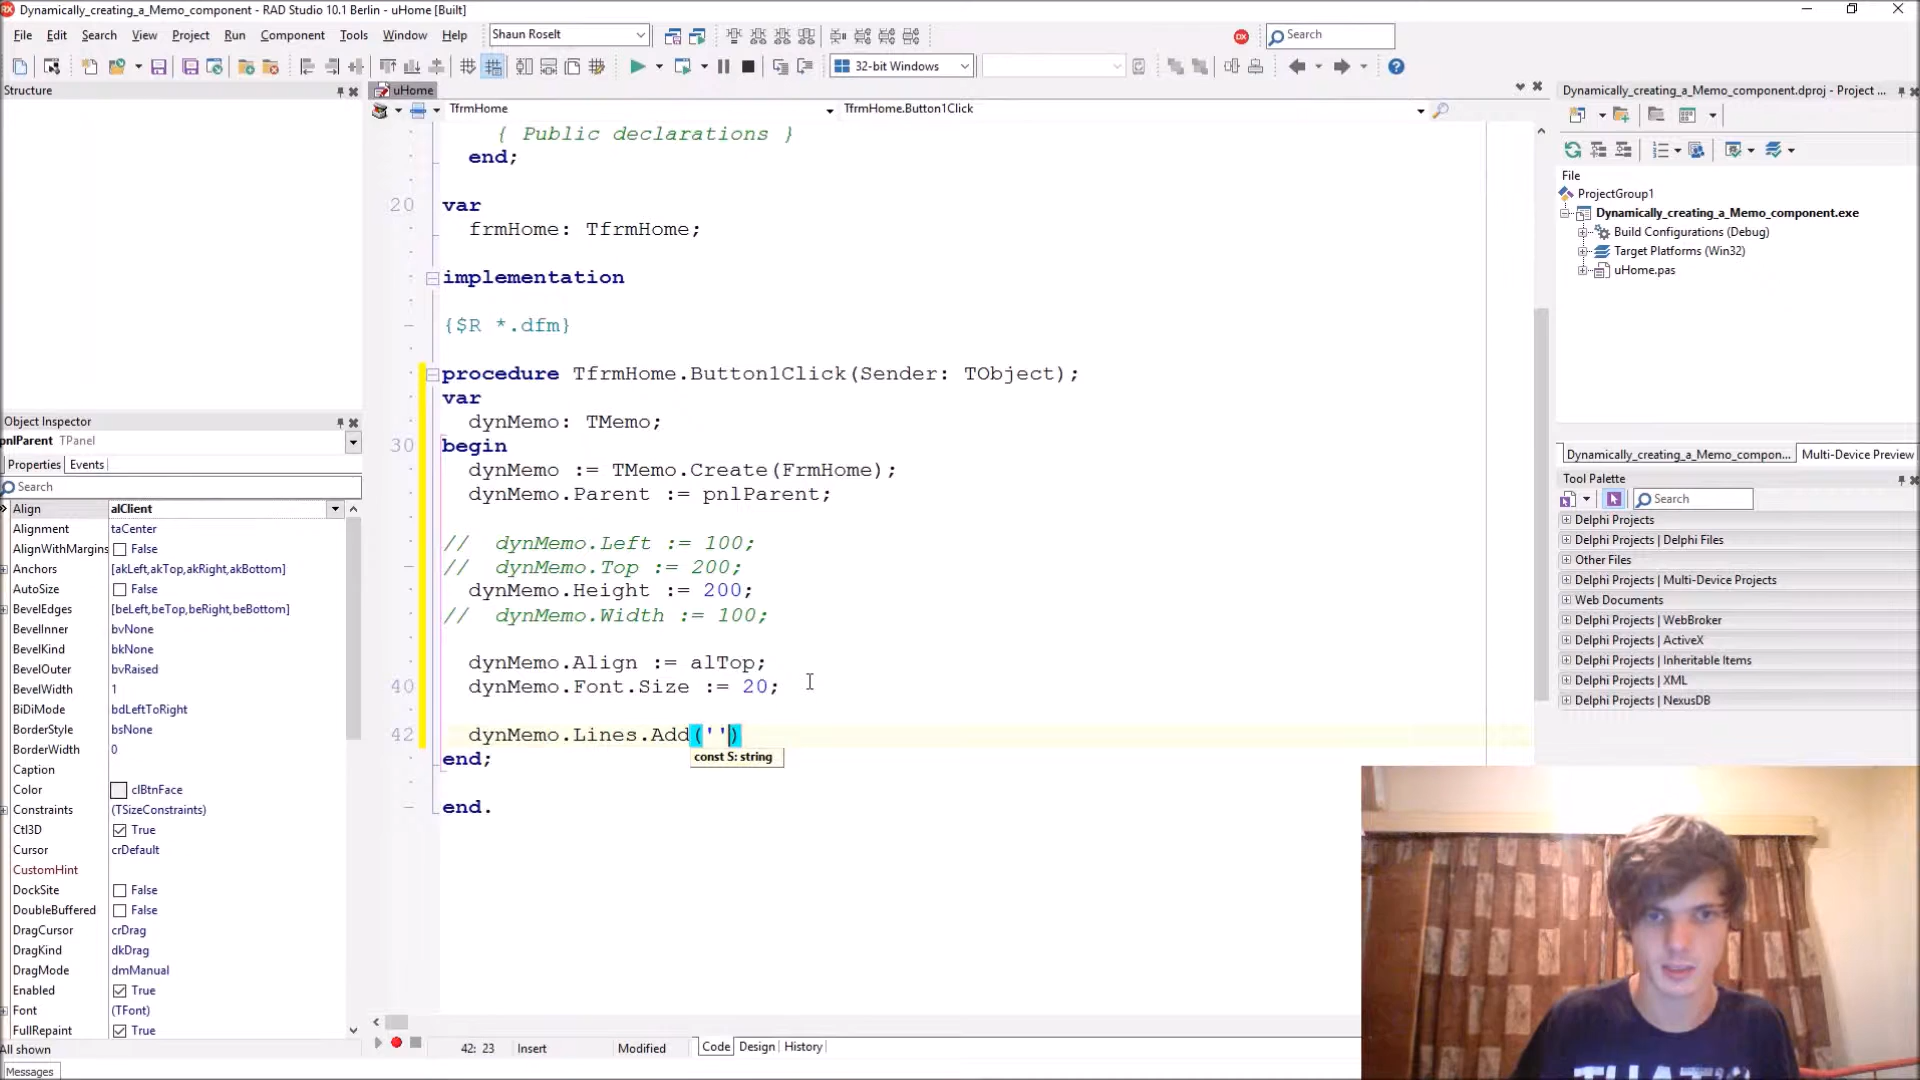 Dynamically_creating_a_Memo_component - RAD Studio 10.1 Berlin - uHome [Built]
File Edit Search View Project Run Component Tools Window Help
Shaun Roselt
Search
32-bit Windows
Structure
uHome
TfrmHome
TfrmHome.Button1Click
{ Public declarations }
end;
20 var
frmHome: TfrmHome;
implementation
{$R *.dfm}
procedure TfrmHome.Button1Click(Sender: TObject);
var
dynMemo: TMemo;
30 begin
dynMemo := TMemo.Create(FrmHome);
dynMemo.Parent := pnlParent;
// dynMemo.Left := 100;
// dynMemo.Top := 200;
dynMemo.Height := 200;
// dynMemo.Width := 100;
dynMemo.Align := alTop;
40 dynMemo.Font.Size := 20;
42 dynMemo.Lines.Add('')
const S: string
end;
end.
Object Inspector
pnlParent TPanel
Properties Events
Search
Align alClient
Alignment taCenter
AlignWithMargins False
Anchors [akLeft,akTop,akRight,akBottom]
AutoSize False
BevelEdges [beLeft,beTop,beRight,beBottom]
BevelInner bvNone
BevelKind bkNone
BevelOuter bvRaised
BevelWidth 1
BiDiMode bdLeftToRight
BorderStyle bsNone
BorderWidth 0
Caption
Color clBtnFace
Constraints (TSizeConstraints)
Ctl3D True
Cursor crDefault
CustomHint
DockSite False
DoubleBuffered False
DragCursor crDrag
DragKind dkDrag
DragMode dmManual
Enabled True
Font (TFont)
FullRepaint True
All shown
Messages
42: 23 Insert Modified
Code Design History
Dynamically_creating_a_Memo_component.dproj - Project ...
File
ProjectGroup1
Dynamically_creating_a_Memo_component.exe
Build Configurations (Debug)
Target Platforms (Win32)
uHome.pas
Dynamically_creating_a_Memo_compon... Multi-Device Preview
Tool Palette
Search
Delphi Projects
Delphi Projects | Delphi Files
Other Files
Delphi Projects | Multi-Device Projects
Web Documents
Delphi Projects | WebBroker
Delphi Projects | ActiveX
Delphi Projects | Inheritable Items
Delphi Projects | XML
Delphi Projects | NexusDB